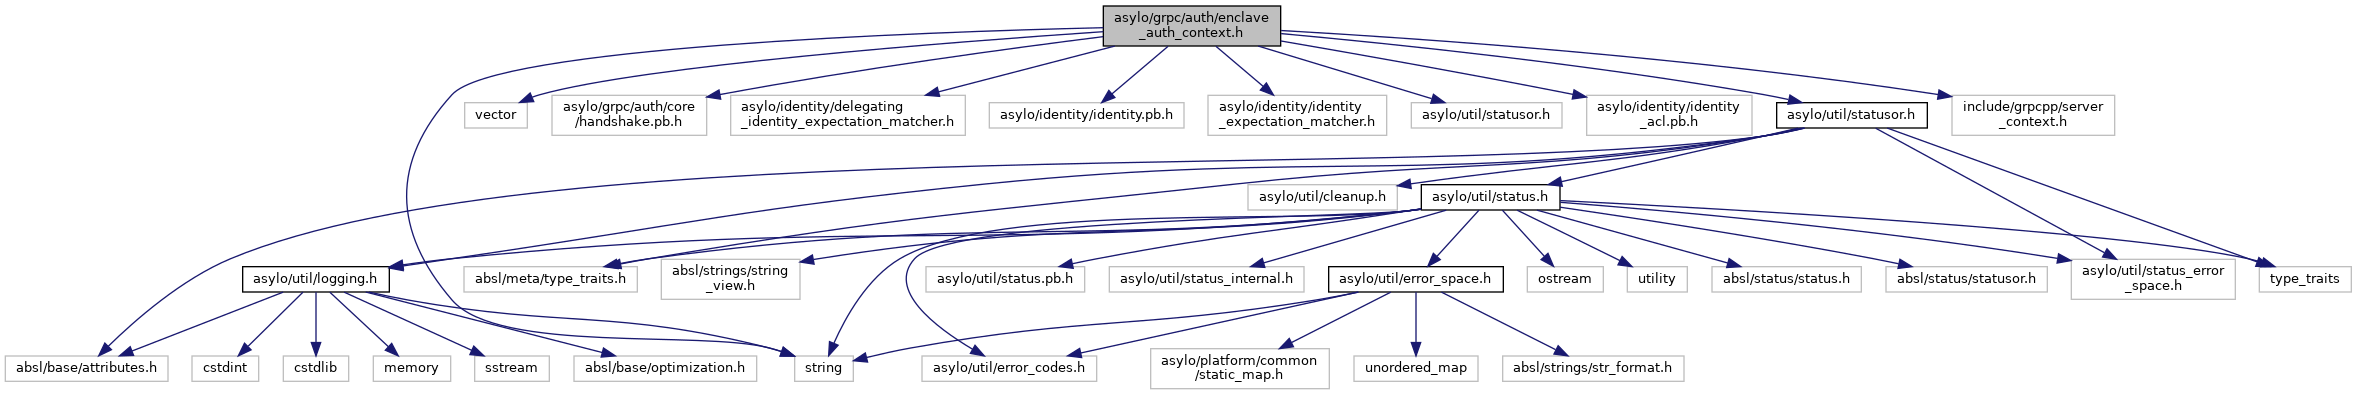 asylo/grpc/auth/enclave
_auth_context.h
vector
asylo/grpc/auth/core
/handshake.pb.h
asylo/identity/delegating
_identity_expectation_matcher.h
asylo/identity/identity.pb.h
asylo/identity/identity
_expectation_matcher.h
asylo/util/statusor.h
asylo/identity/identity
_acl.pb.h
asylo/util/statusor.h
include/grpcpp/server
_context.h
asylo/util/cleanup.h
asylo/util/status.h
asylo/util/logging.h
absl/meta/type_traits.h
absl/strings/string
_view.h
asylo/util/status.pb.h
asylo/util/status_internal.h
asylo/util/error_space.h
ostream
utility
absl/status/status.h
absl/status/statusor.h
asylo/util/status_error
_space.h
type_traits
absl/base/attributes.h
cstdint
cstdlib
memory
sstream
absl/base/optimization.h
string
asylo/util/error_codes.h
asylo/platform/common
/static_map.h
unordered_map
absl/strings/str_format.h